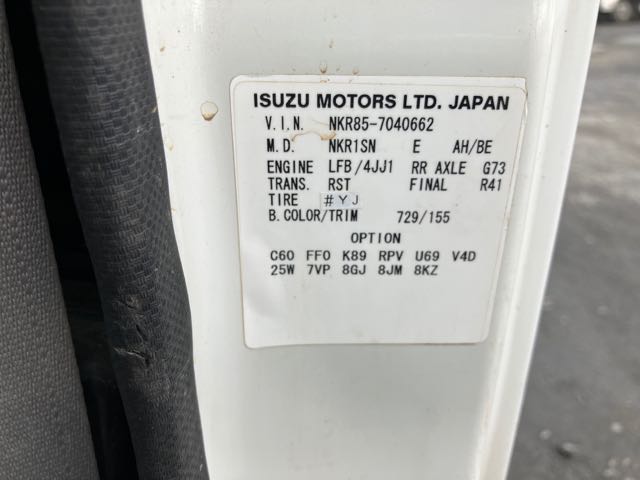 ISUZU MOTORS LTD. JAPAN
V.I.N. NKR85-7040662
M.D. NKR1SN E AH/BE
ENGINE LFB/4JJ1 RR AXLE G73
TRANS. RST FINAL R41
TIRE #YJ
B.COLOR/TRIM 729/155
OPTION
C60 FF0 K89 RPV U69 V4D
25W 7VP 8GJ 8JM 8KZ